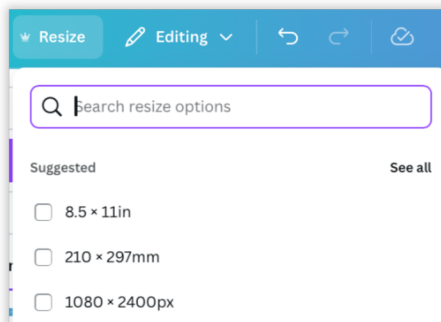 Resize Editing
Search resize options
Suggested See all
8.5 × 11in
210 × 297mm
1080 × 2400px